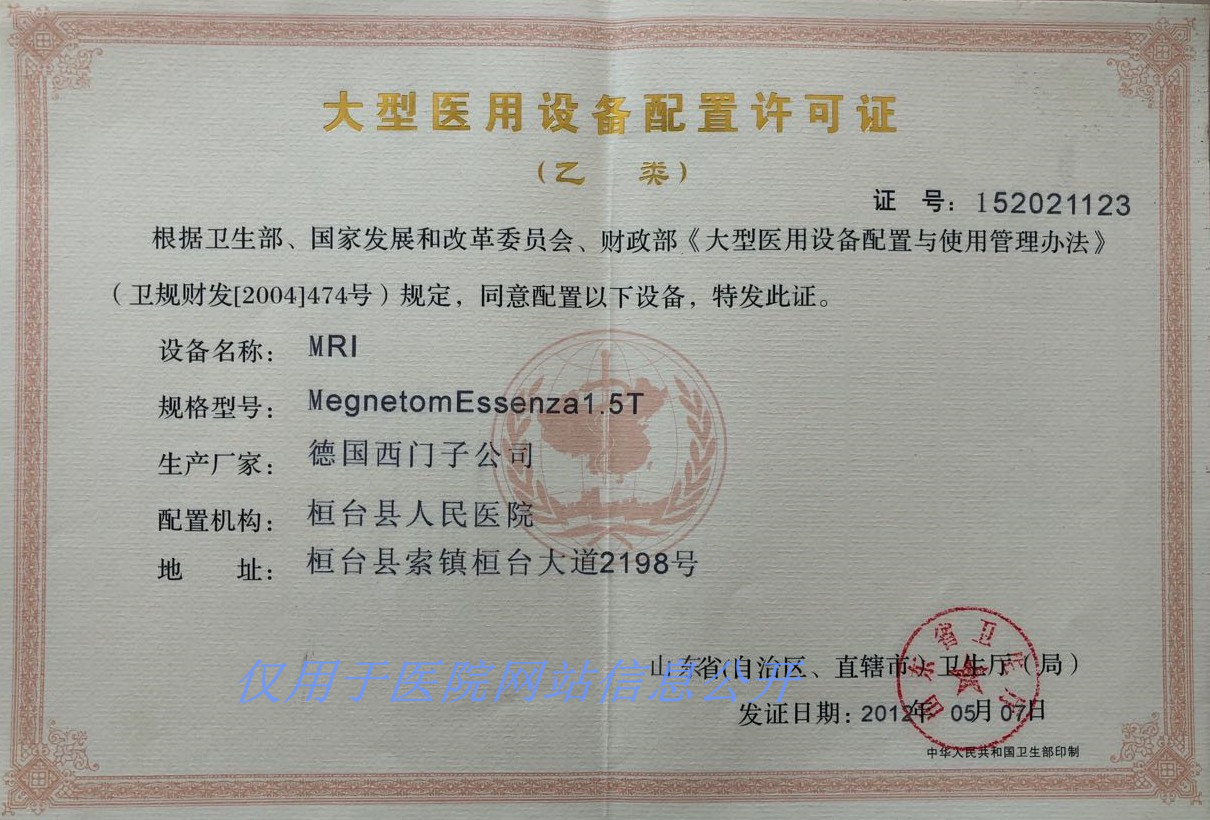 大型医用设备配置许可证
(乙 类)
证 号：152021123
根据卫生部、国家发展和改革委员会、财政部《大型医用设备配置与使用管理办法》
（卫规财发[2004]474号）规定，同意配置以下设备，特发此证。
设备名称： MRI
规格型号： MegnetomEssenza1.5T
生产厂家： 德国西门子公司
配置机构： 桓台县人民医院
地 址： 桓台县索镇桓台大道2198号
山东省(自治区、直辖市）卫生厅（局）
仅用于医院网站信息公开
发证日期：2012年 05月 07日
山东省卫生厅
中华人民共和国卫生部印制